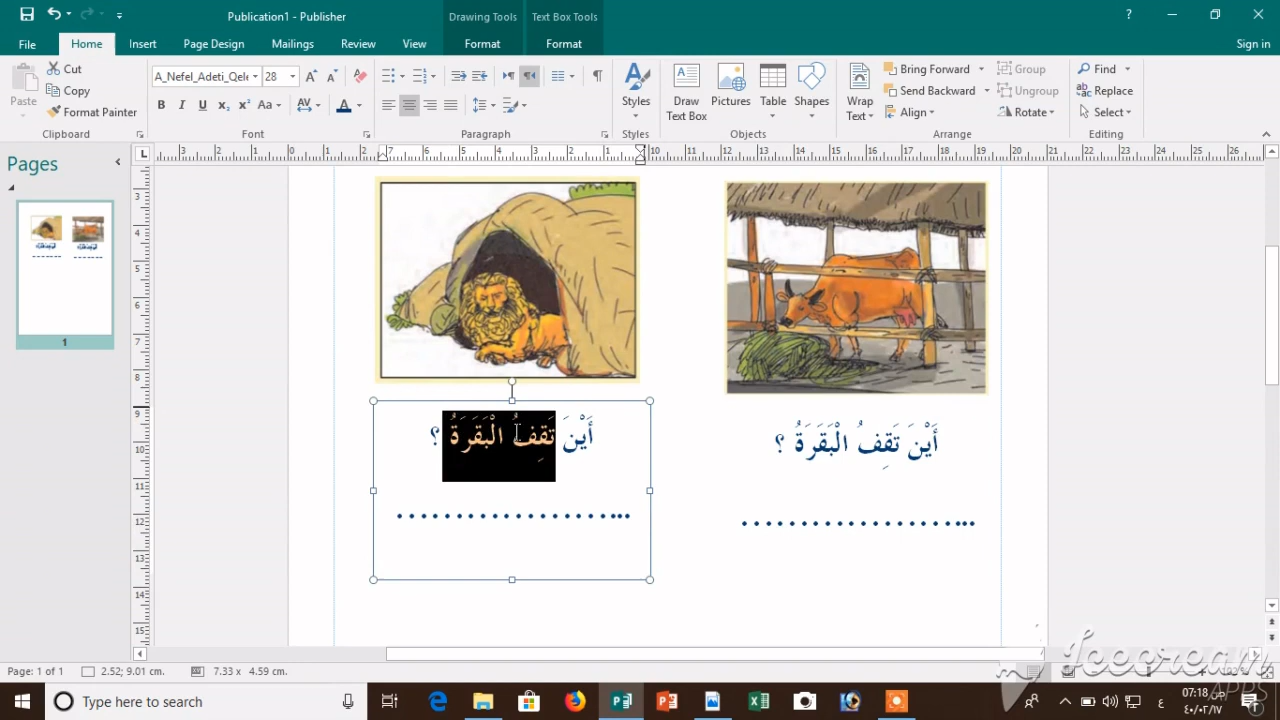 Publication1 - Publisher
Drawing Tools
Text Box Tools
Sign in
File
Home
Insert
Page Design
Mailings
Review
View
Format
Format
Paste
Cut
Copy
Format Painter
Clipboard
A_Nefel_Adeti_Qele
28
Font
Paragraph
Styles
Styles
Draw Text Box
Pictures
Table
Shapes
Objects
Wrap Text
Bring Forward
Send Backward
Align
Group
Ungroup
Rotate
Arrange
Find
Replace
Select
Editing
Pages
1
أَيْنَ تَقِفُ الْبَقَرَةُ ؟
......................
أَيْنَ تَقِفُ الْبَقَرَةُ ؟
......................
Page: 1 of 1
2.52; 9.01 cm.
7.33 x 4.59 cm.
Type here to search
07:18